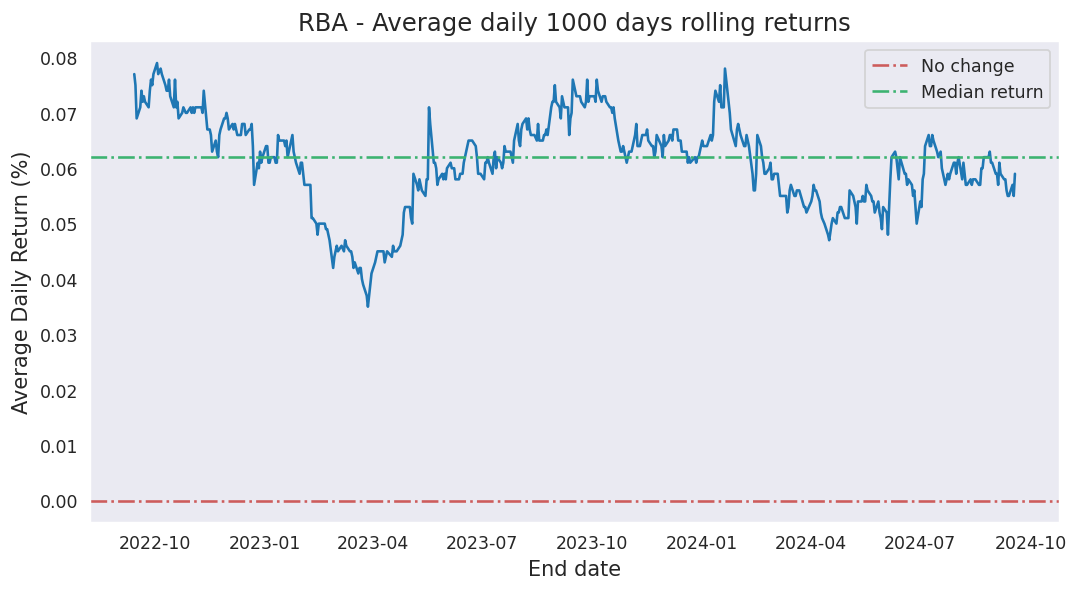 RBA - Average daily 1000 days rolling returns
No change
Median return
Average Daily Return (%)
0.08
0.07
0.06
0.05
0.04
0.03
0.02
0.01
0.00
2022-10 2023-01 2023-04 2023-07 2023-10 2024-01 2024-04 2024-07 2024-10
End date